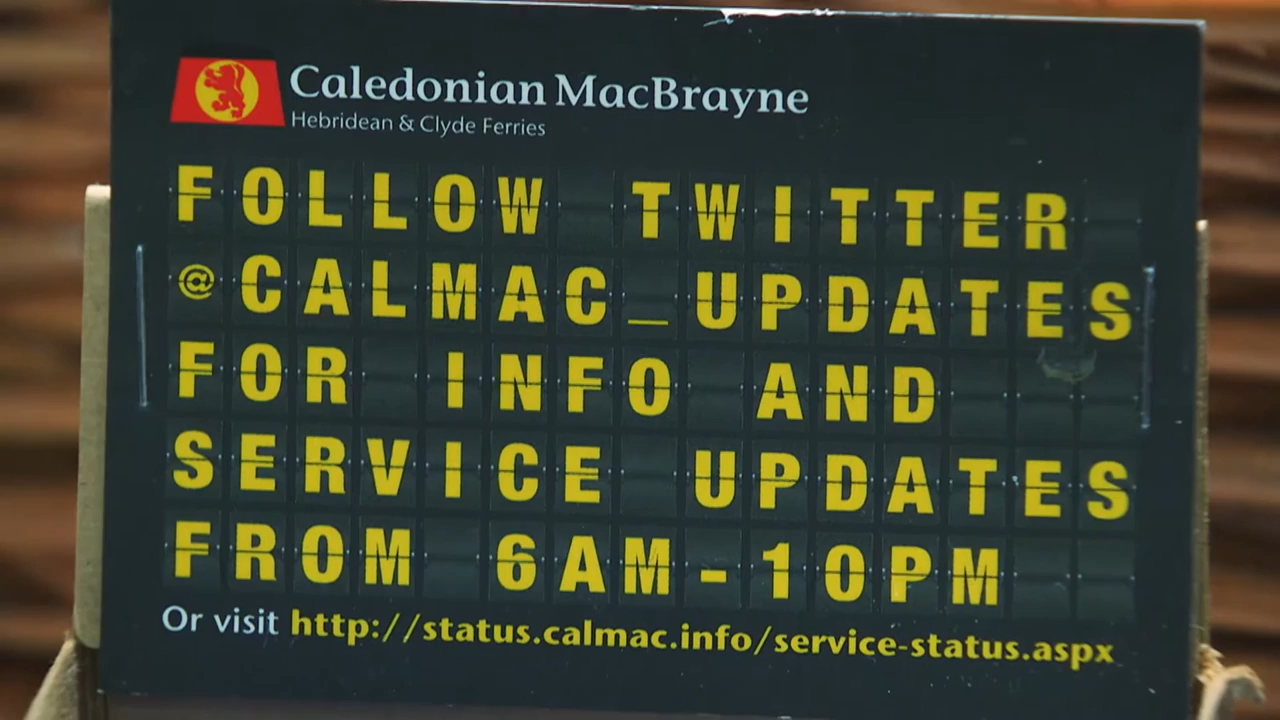 Caledonian MacBrayne
Hebridean & Clyde Ferries
FOLLOW TWITTER
@CALMAC_UPDATES
FOR INFO AND
SERVICE UPDATES
FROM 6AM-10PM
Or visit http://status.calmac.info/service-status.aspx